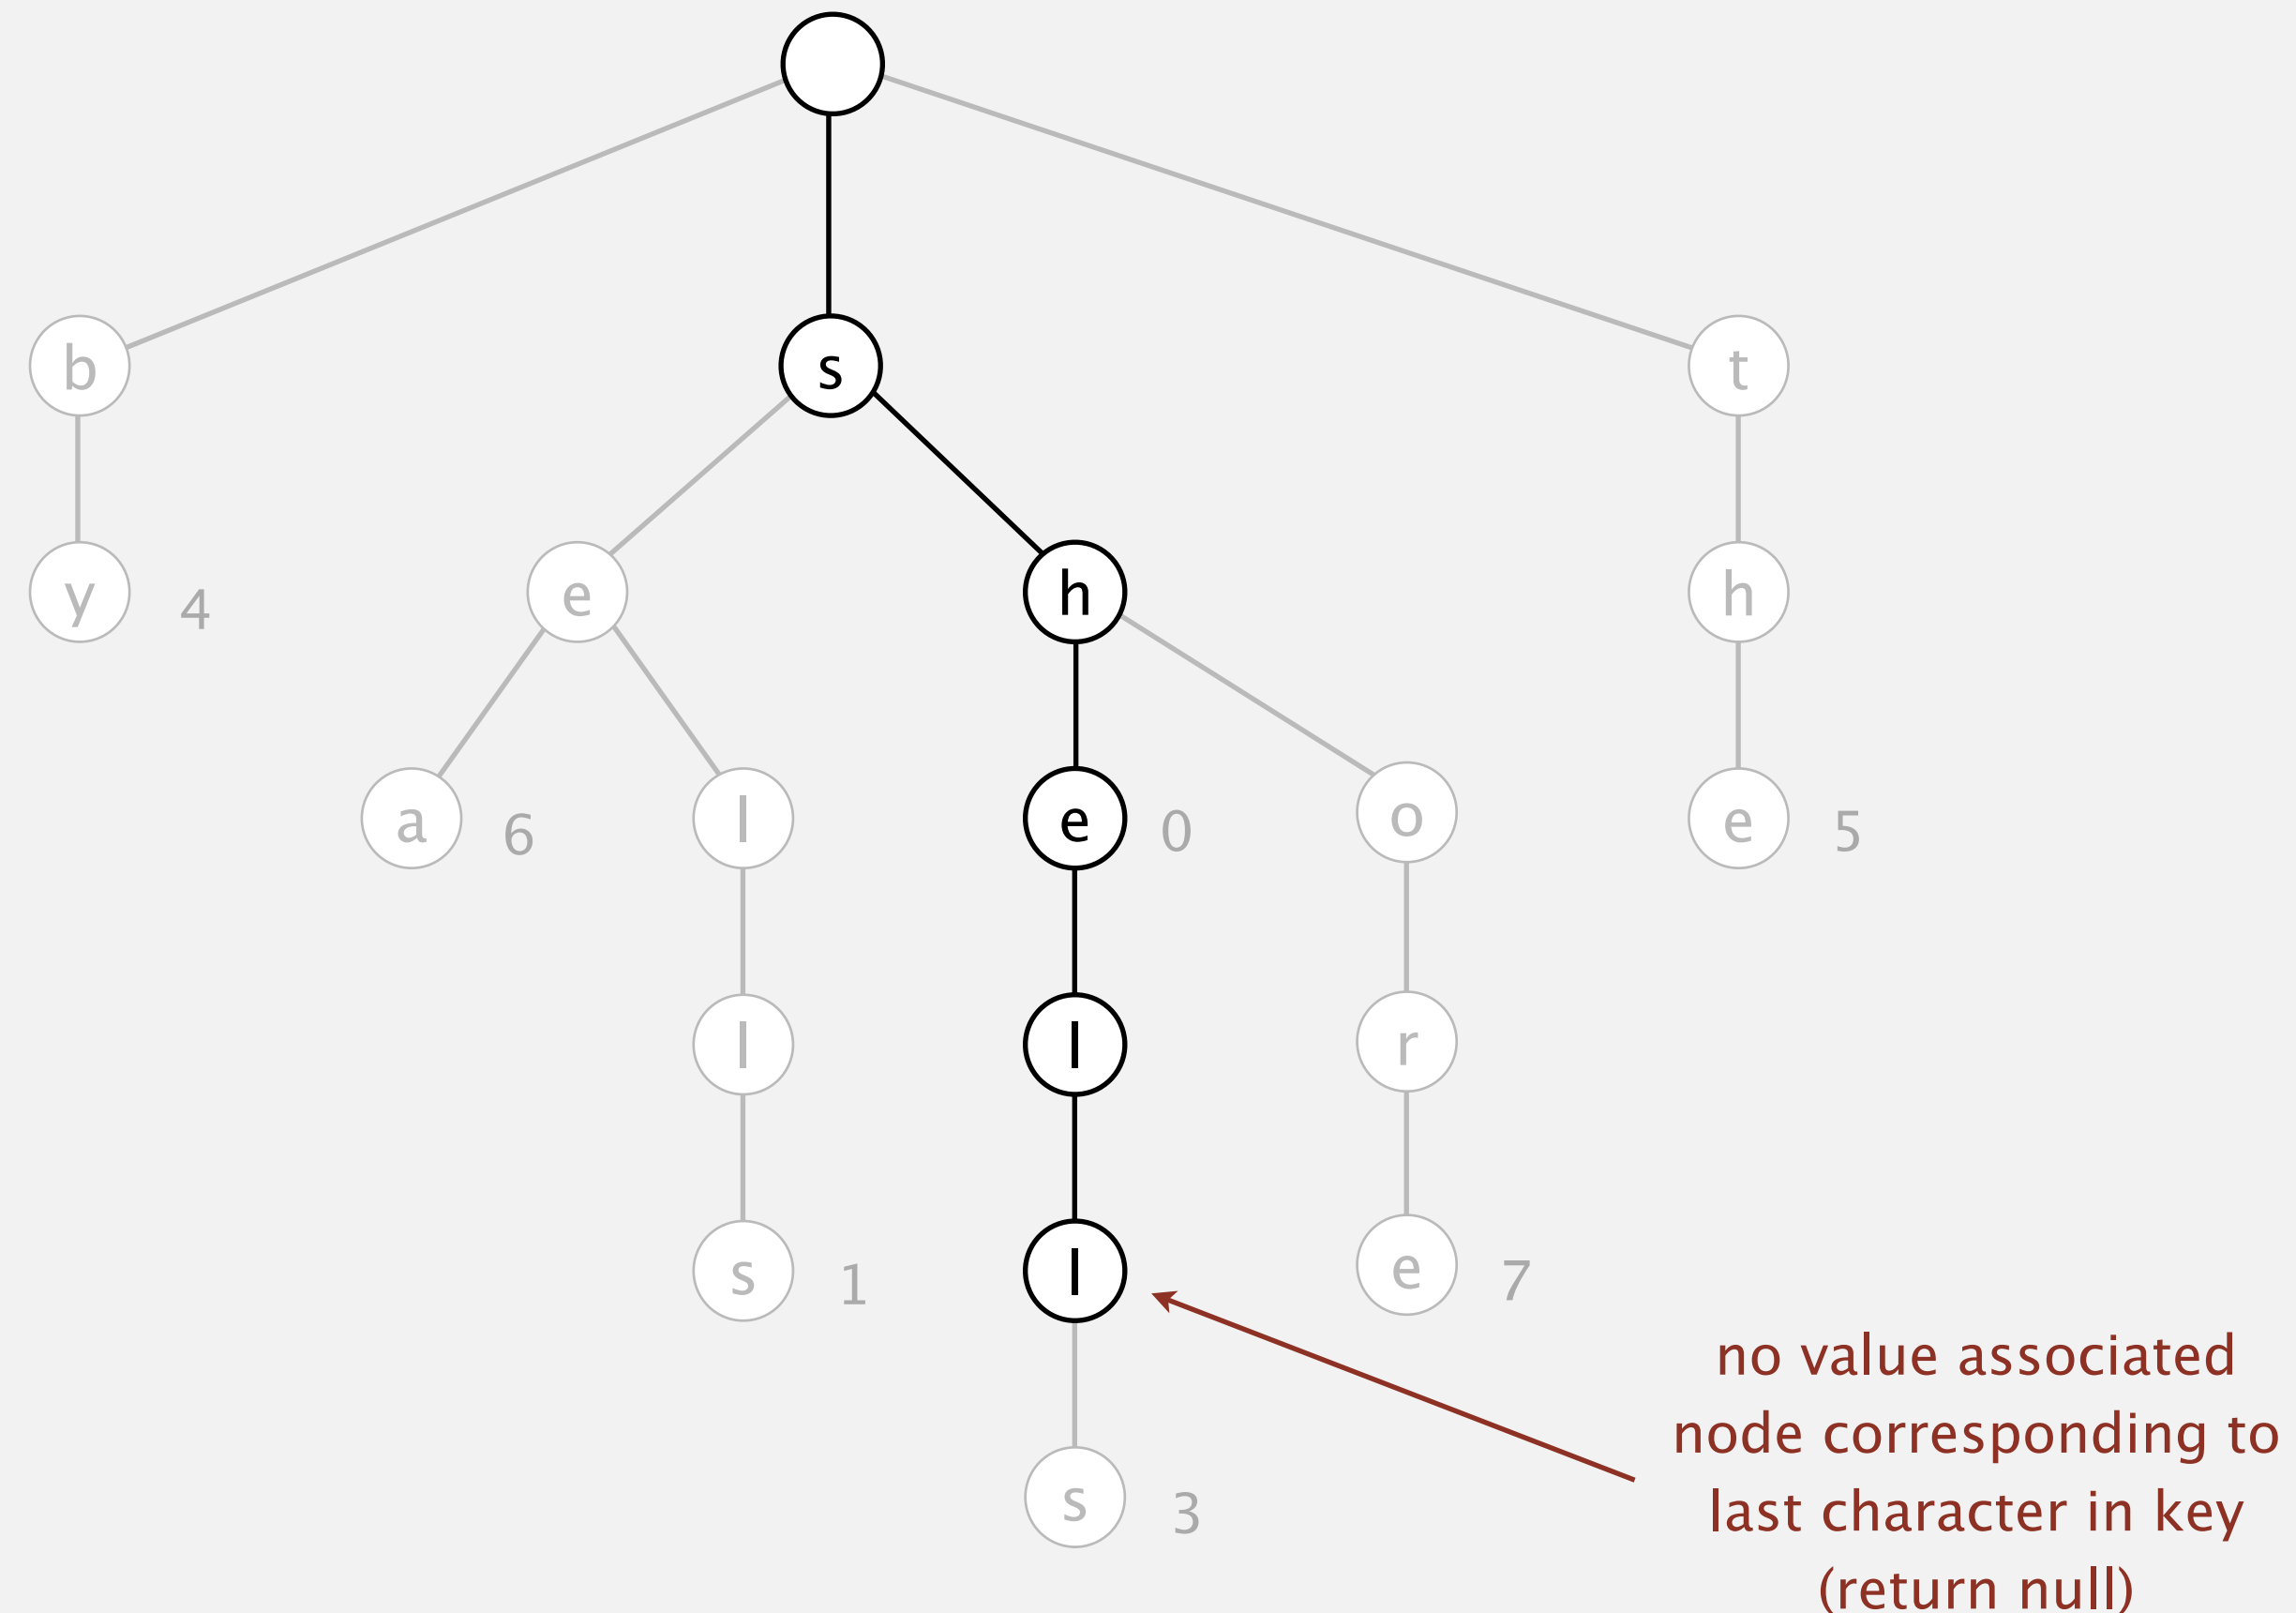 b s t
y 4 e h h
a 6 l e 0 o e 5
l l r
s 1 l e 7
s 3
no value associated
node corresponding to
last character in key
(return null)